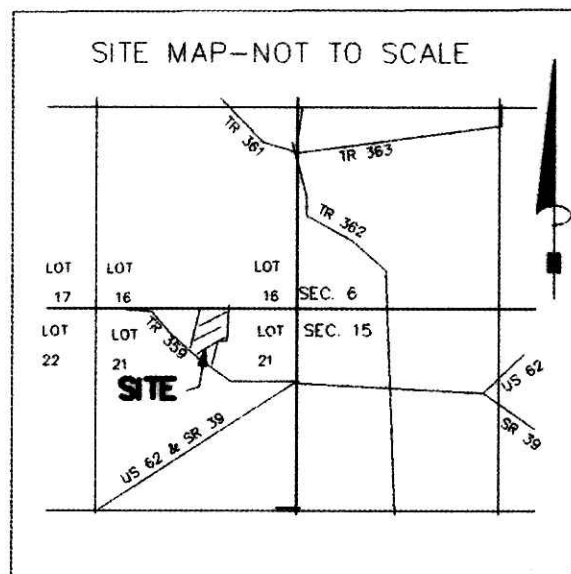 SITE MAP-NOT TO SCALE
TR 361
TR 363
TR 362
LOT LOT LOT
17 16 16 SEC. 6
LOT LOT LOT SEC. 15
22 21 21
TR 359
SITE
US 62
SR 39
US 62 & SR 39